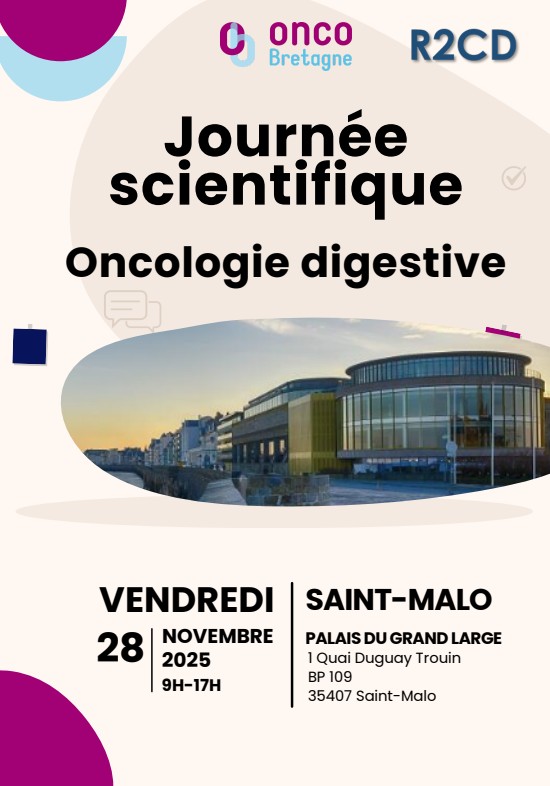 onco
Bretagne
R2CD
Journée
scientifique
Oncologie digestive
VENDREDI
28
NOVEMBRE
2025
9H-17H
SAINT-MALO
PALAIS DU GRAND LARGE
1 Quai Duguay Trouin
BP 109
35407 Saint-Malo